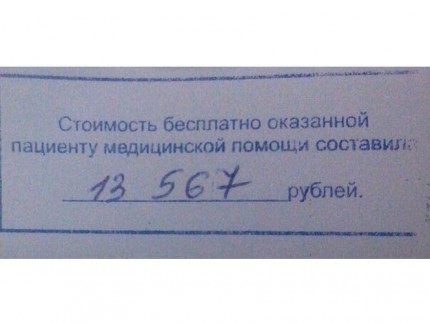 Стоимость бесплатно оказанной
пациенту медицинской помощи составила
13 567 рублей.